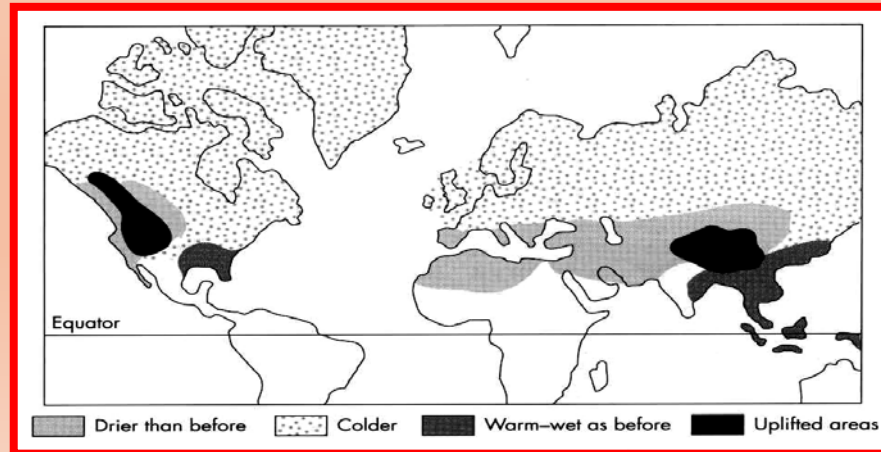 Equator
Drier than before Colder Warm–wet as before Uplifted areas